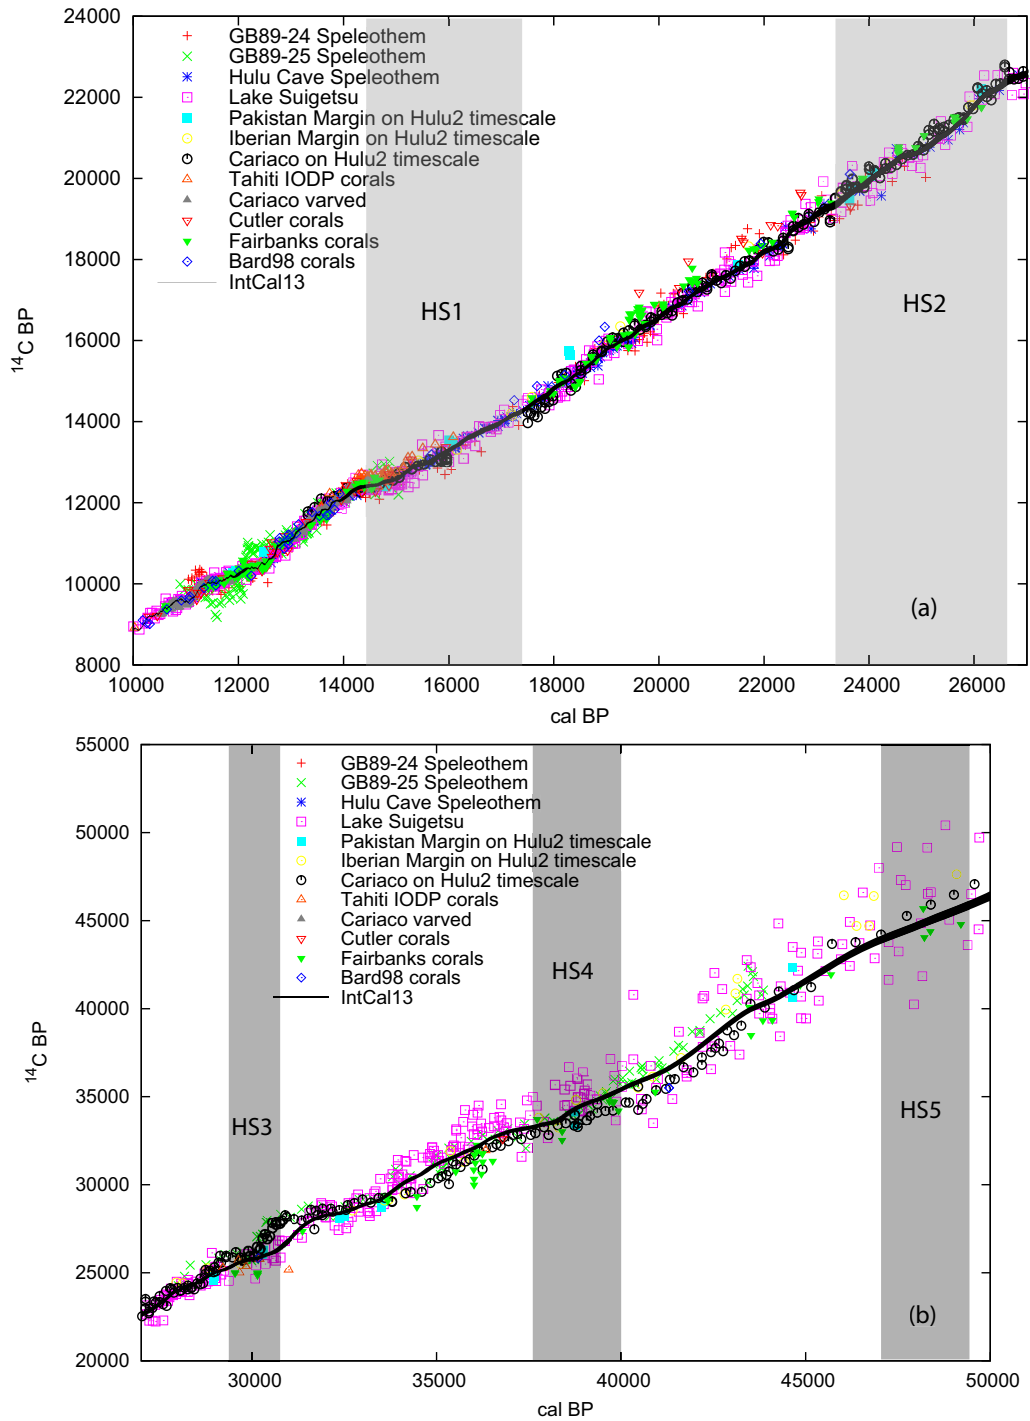 24000
22000
20000
18000
16000
14000
12000
10000
8000
¹⁴C BP
GB89-24 Speleothem
GB89-25 Speleothem
Hulu Cave Speleothem
Lake Suigetsu
Pakistan Margin on Hulu2 timescale
Iberian Margin on Hulu2 timescale
Cariaco on Hulu2 timescale
Tahiti IODP corals
Cariaco varved
Cutler corals
Fairbanks corals
Bard98 corals
IntCal13
HS1
HS2
(a)
10000 12000 14000 16000 18000 20000 22000 24000 26000
cal BP
55000
50000
45000
40000
35000
30000
25000
20000
¹⁴C BP
GB89-24 Speleothem
GB89-25 Speleothem
Hulu Cave Speleothem
Lake Suigetsu
Pakistan Margin on Hulu2 timescale
Iberian Margin on Hulu2 timescale
Cariaco on Hulu2 timescale
Tahiti IODP corals
Cariaco varved
Cutler corals
Fairbanks corals
Bard98 corals
IntCal13
HS3
HS4
HS5
(b)
30000 35000 40000 45000 50000
cal BP